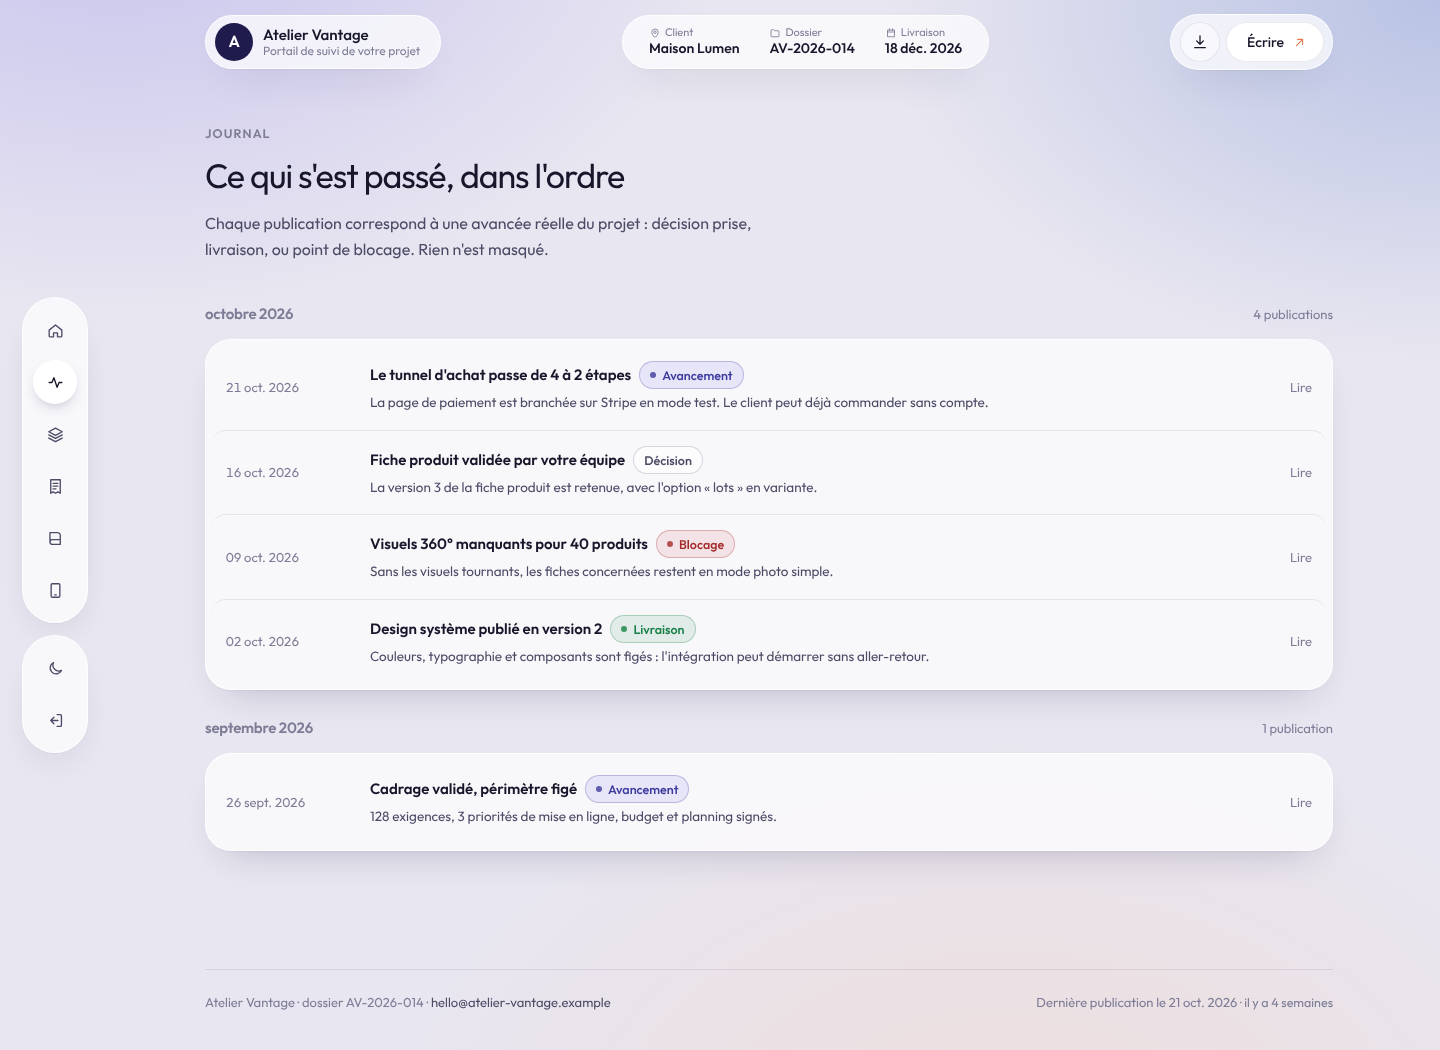 A
Atelier Vantage
Portail de suivi de votre projet
Client
Maison Lumen
Dossier
AV-2026-014
Livraison
18 déc. 2026
Écrire
JOURNAL
Ce qui s'est passé, dans l'ordre
Chaque publication correspond à une avancée réelle du projet : décision prise,
livraison, ou point de blocage. Rien n'est masqué.
octobre 2026
4 publications
21 oct. 2026
Le tunnel d'achat passe de 4 à 2 étapes
Avancement
La page de paiement est branchée sur Stripe en mode test. Le client peut déjà commander sans compte.
Lire
16 oct. 2026
Fiche produit validée par votre équipe
Décision
La version 3 de la fiche produit est retenue, avec l'option « lots » en variante.
Lire
09 oct. 2026
Visuels 360° manquants pour 40 produits
Blocage
Sans les visuels tournants, les fiches concernées restent en mode photo simple.
Lire
02 oct. 2026
Design système publié en version 2
Livraison
Couleurs, typographie et composants sont figés : l'intégration peut démarrer sans aller-retour.
Lire
septembre 2026
1 publication
26 sept. 2026
Cadrage validé, périmètre figé
Avancement
128 exigences, 3 priorités de mise en ligne, budget et planning signés.
Lire
Atelier Vantage · dossier AV-2026-014 · hello@atelier-vantage.example
Dernière publication le 21 oct. 2026 · il y a 4 semaines